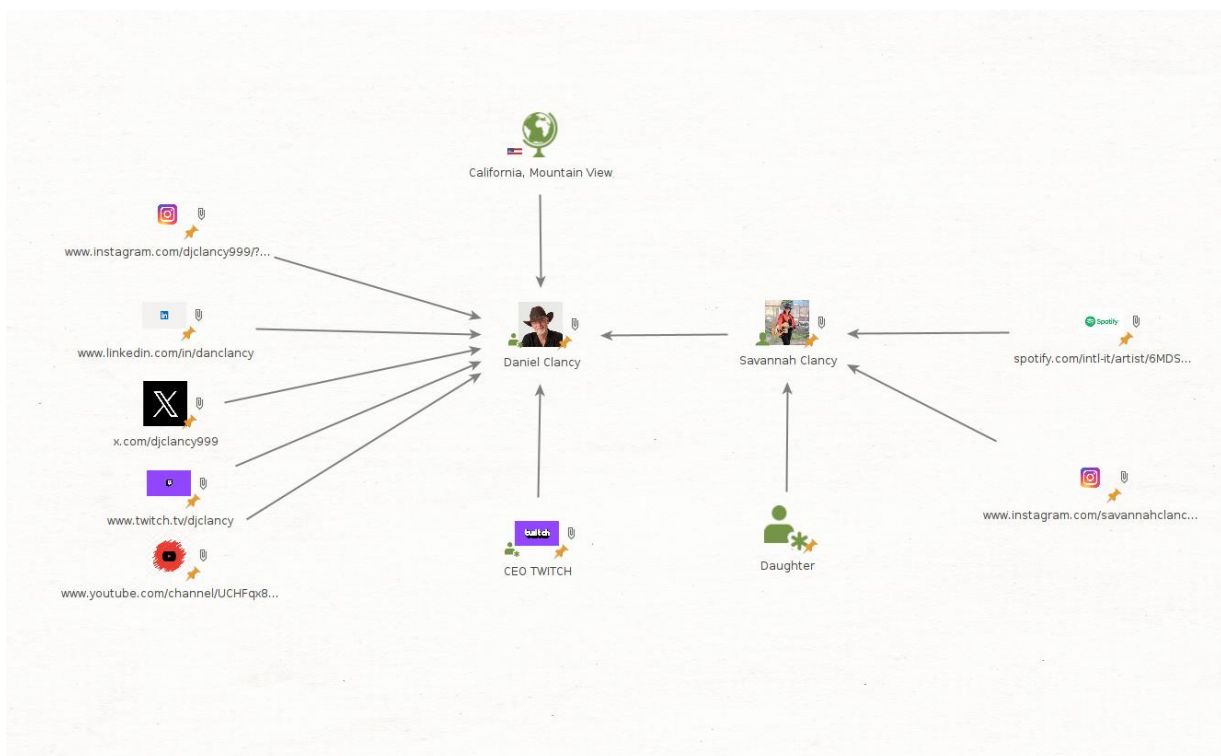 California, Mountain View
www.instagram.com/djclancy999/?...
www.linkedin.com/in/danclancy
x.com/djclancy999
www.twitch.tv/djclancy
www.youtube.com/channel/UCHFqx8...
Daniel Clancy
twitch
CEO TWITCH
Savannah Clancy
Daughter
Spotify
spotify.com/intl-it/artist/6MDS...
www.instagram.com/savannahclanc...